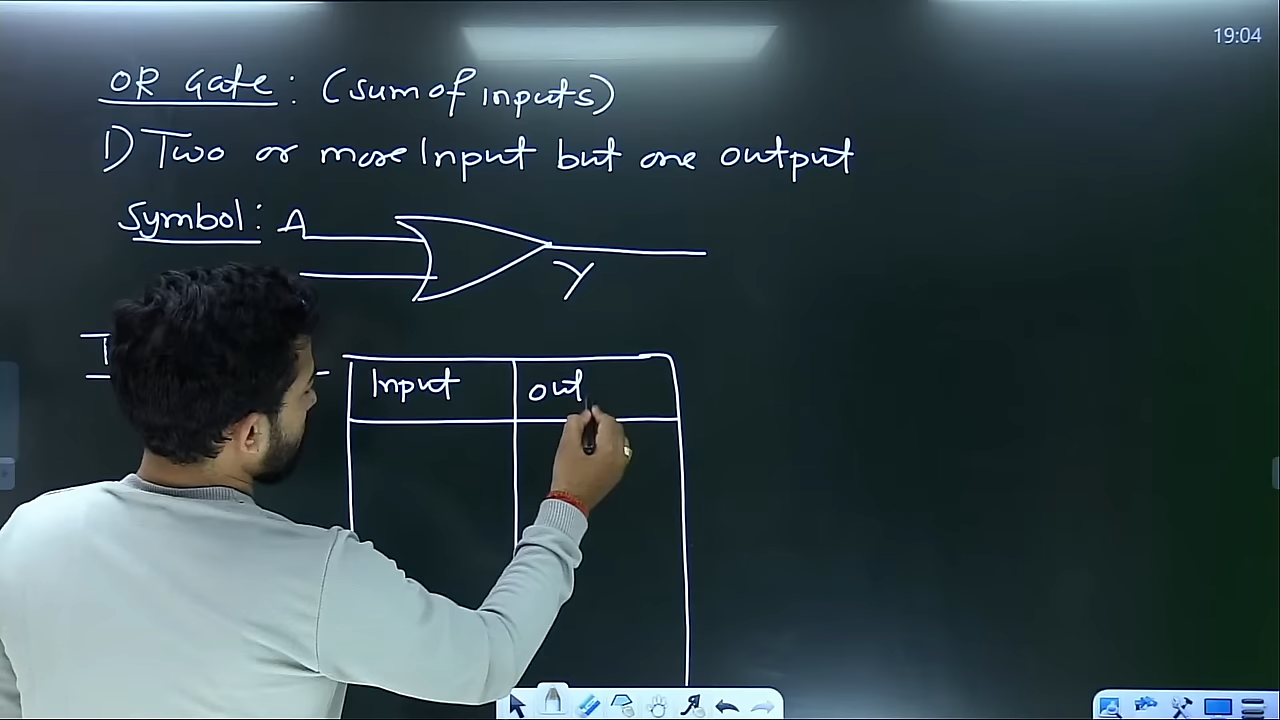 19:04
OR Gate : (sum of inputs)
1) Two or more Input but one output
Symbol : A
Y
T
Input out